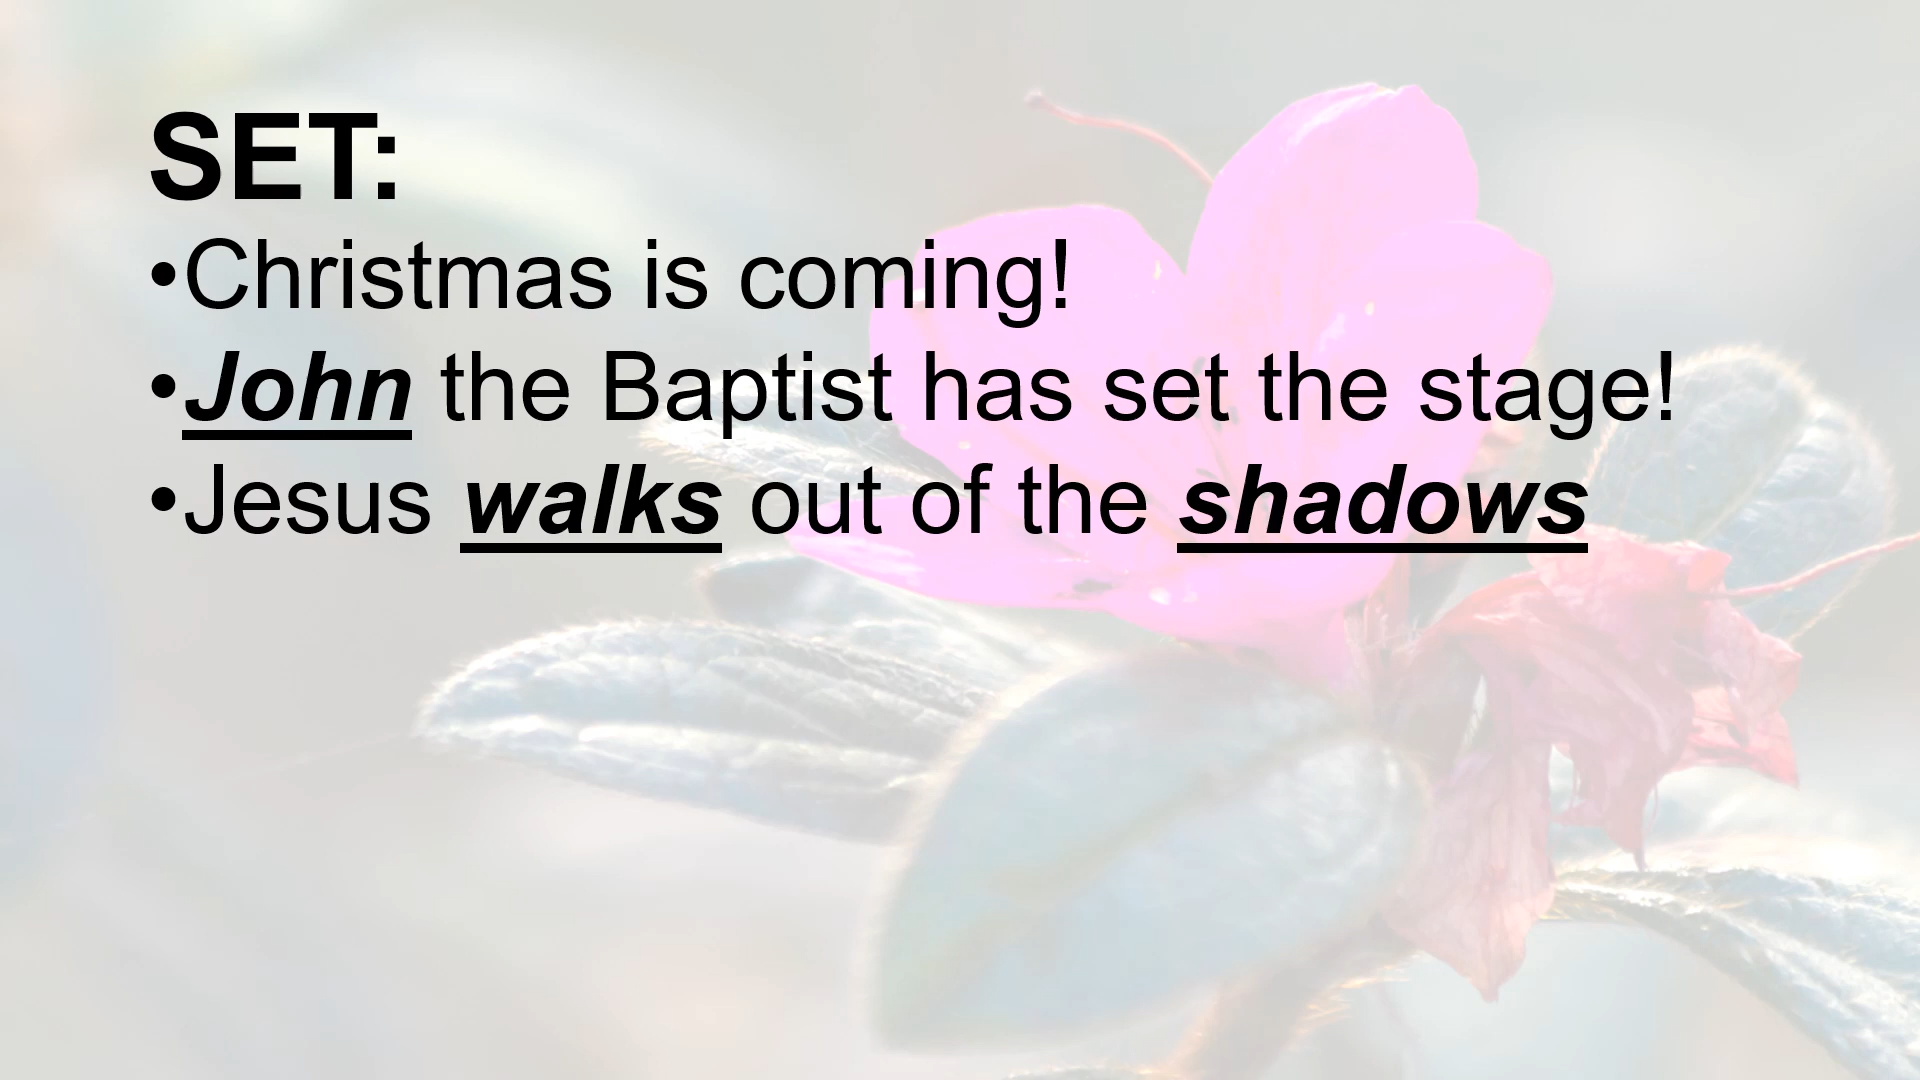 SET:
•Christmas is coming!
•John the Baptist has set the stage!
•Jesus walks out of the shadows